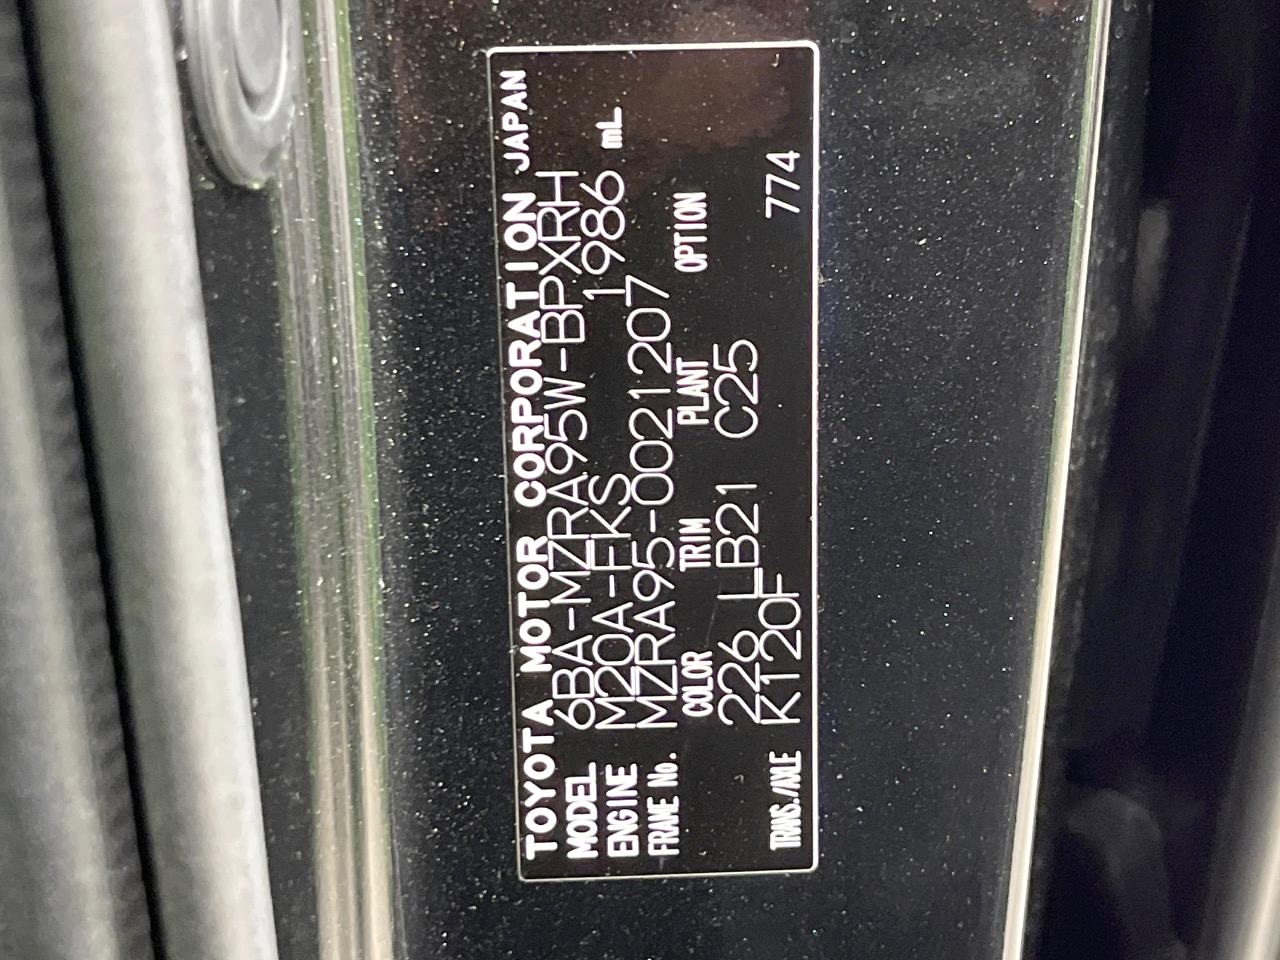 TOYOTA MOTOR CORPORATION JAPAN
MODEL 6BA-MZRA95W-BPXRH
ENGINE M20A-FKS 1986 mL
FRAME No. MZRA95-0021207
COLOR TRIM PLANT OPTION
226 LB21 C25
TRANS./AXLE K120F 774